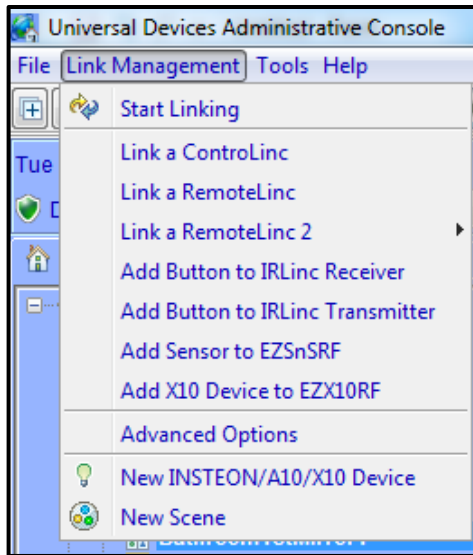 Universal Devices Administrative Console
File Link Management Tools Help
Start Linking
Tue
Link a ControLinc
Link a RemoteLinc
Link a RemoteLinc 2
Add Button to IRLinc Receiver
Add Button to IRLinc Transmitter
Add Sensor to EZSnSRF
Add X10 Device to EZX10RF
Advanced Options
New INSTEON/A10/X10 Device
New Scene